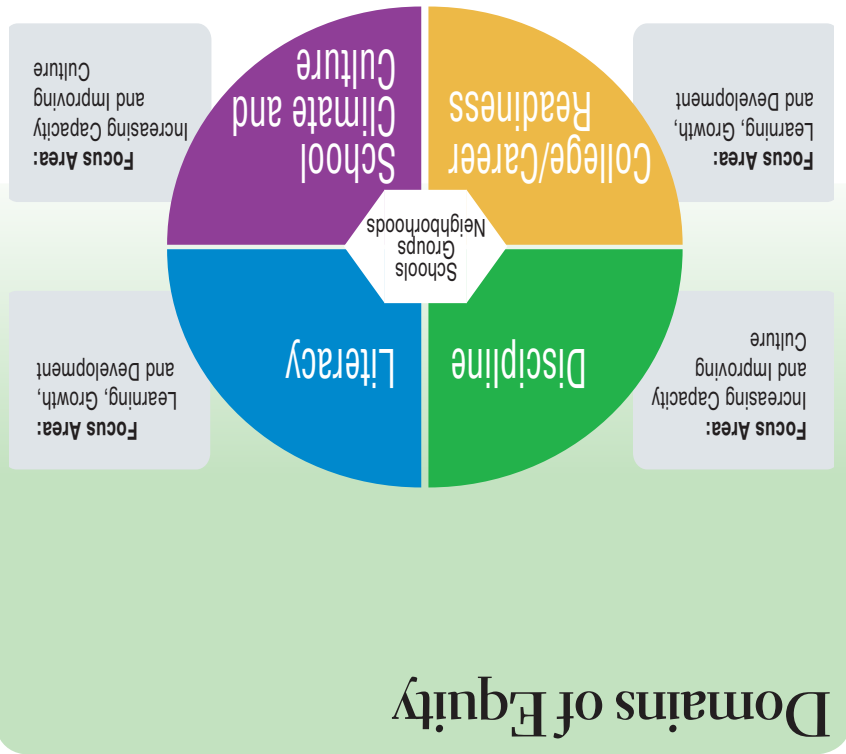 Domains of Equity
Focus Area:
Increasing Capacity
and Improving
Culture
Discipline
Literacy
Focus Area:
Learning, Growth,
and Development
Schools
Groups
Neighborhoods
Focus Area:
Learning, Growth,
and Development
College/Career
Readiness
School
Climate and
Culture
Focus Area:
Increasing Capacity
and Improving
Culture